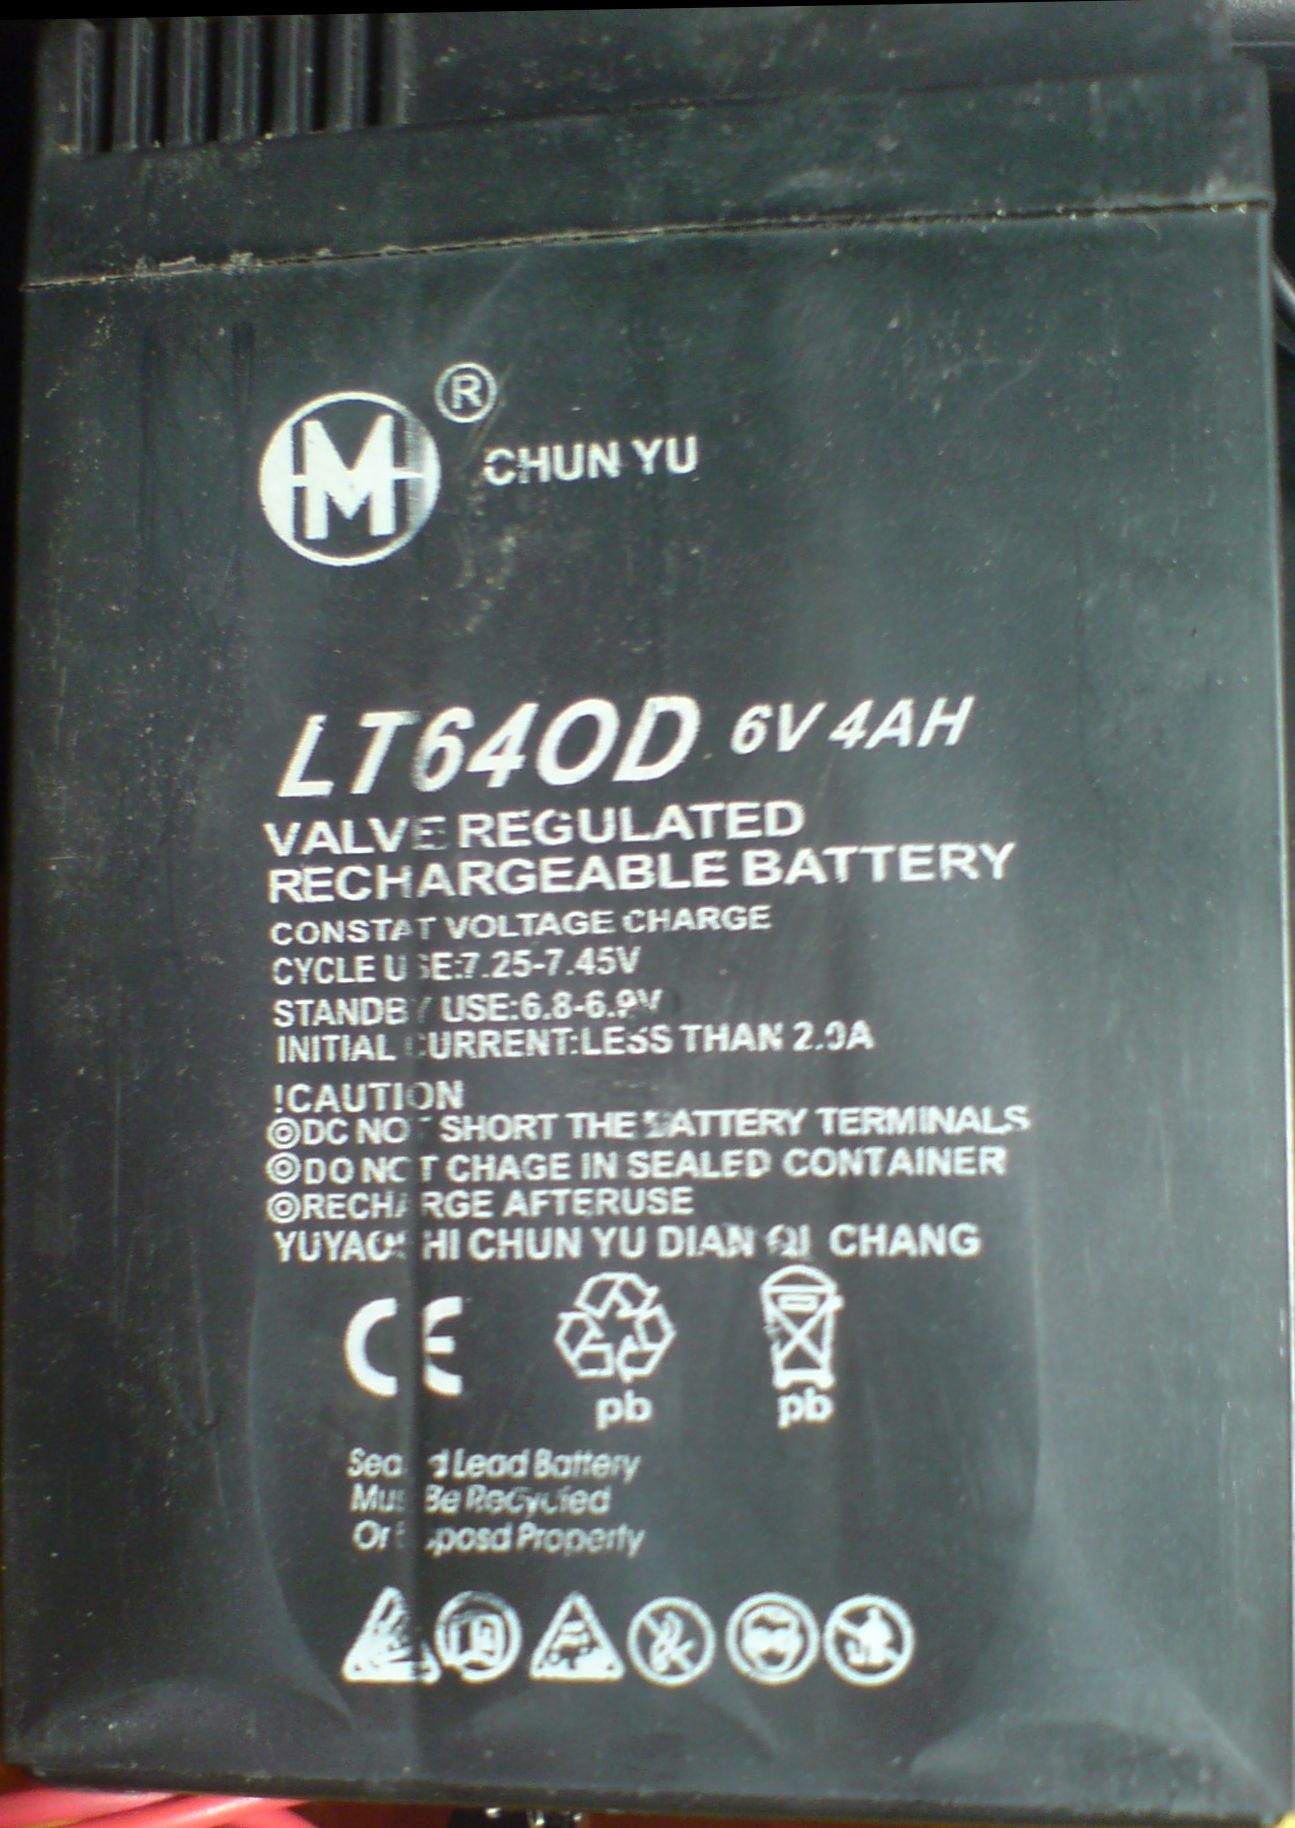 M ® CHUN YU
LT640D 6V 4AH
VALVE REGULATED
RECHARGEABLE BATTERY
CONSTAT VOLTAGE CHARGE
CYCLE USE:7.25-7.45V
STANDBY USE:6.8-6.9V
INITIAL CURRENT:LESS THAN 2.0A
!CAUTION
◎DO NOT SHORT THE BATTERY TERMINALS
◎DO NOT CHAGE IN SEALED CONTAINER
◎RECHARGE AFTERUSE
YUYAOSHI CHUN YU DIAN QI CHANG
CE
pb pb
Sealed Lead Battery
Must Be Recycled
Or Disposd Properly